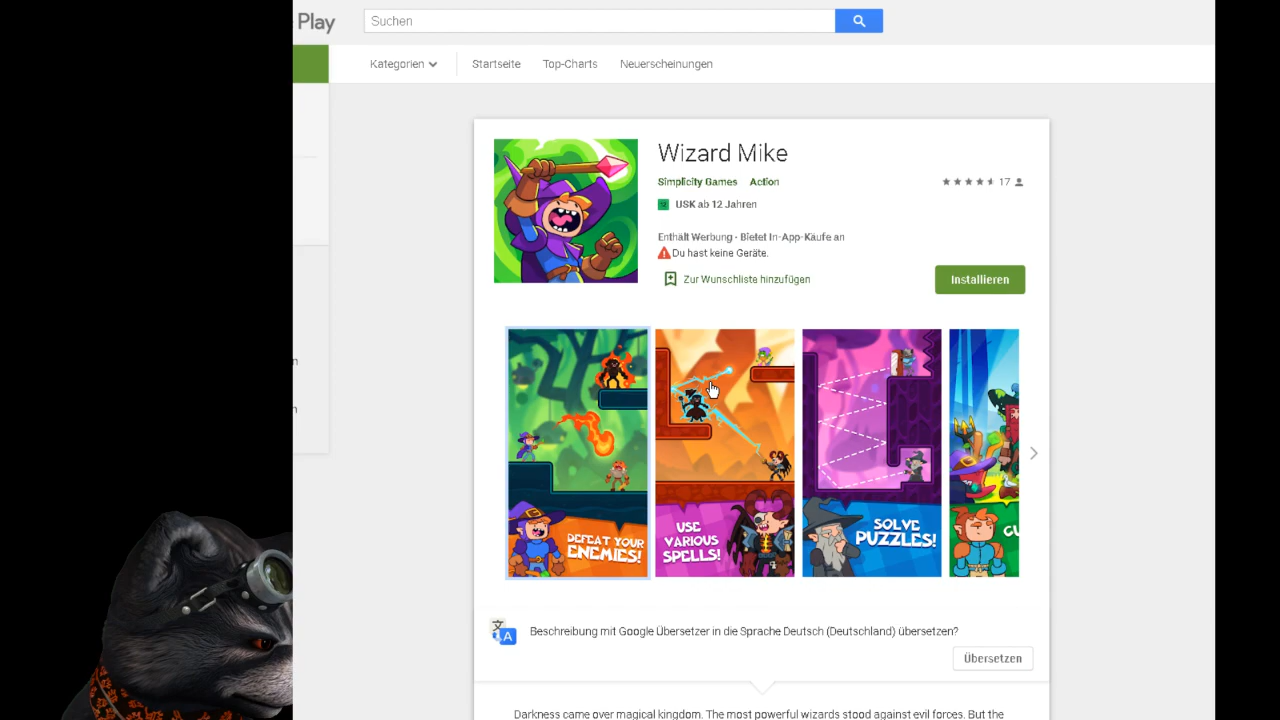 Play
Suchen
Kategorien
Startseite
Top-Charts
Neuerscheinungen
Wizard Mike
Simplicity Games
Action
17
USK ab 12 Jahren
Enthält Werbung · Bietet In-App-Käufe an
Du hast keine Geräte.
Zur Wunschliste hinzufügen
Installieren
DEFEAT YOUR
ENEMIES!
USE
VARIOUS
SPELLS!
SOLVE
PUZZLES!
Beschreibung mit Google Übersetzer in die Sprache Deutsch (Deutschland) übersetzen?
Übersetzen
Darkness came over magical kingdom. The most powerful wizards stood against evil forces. But the